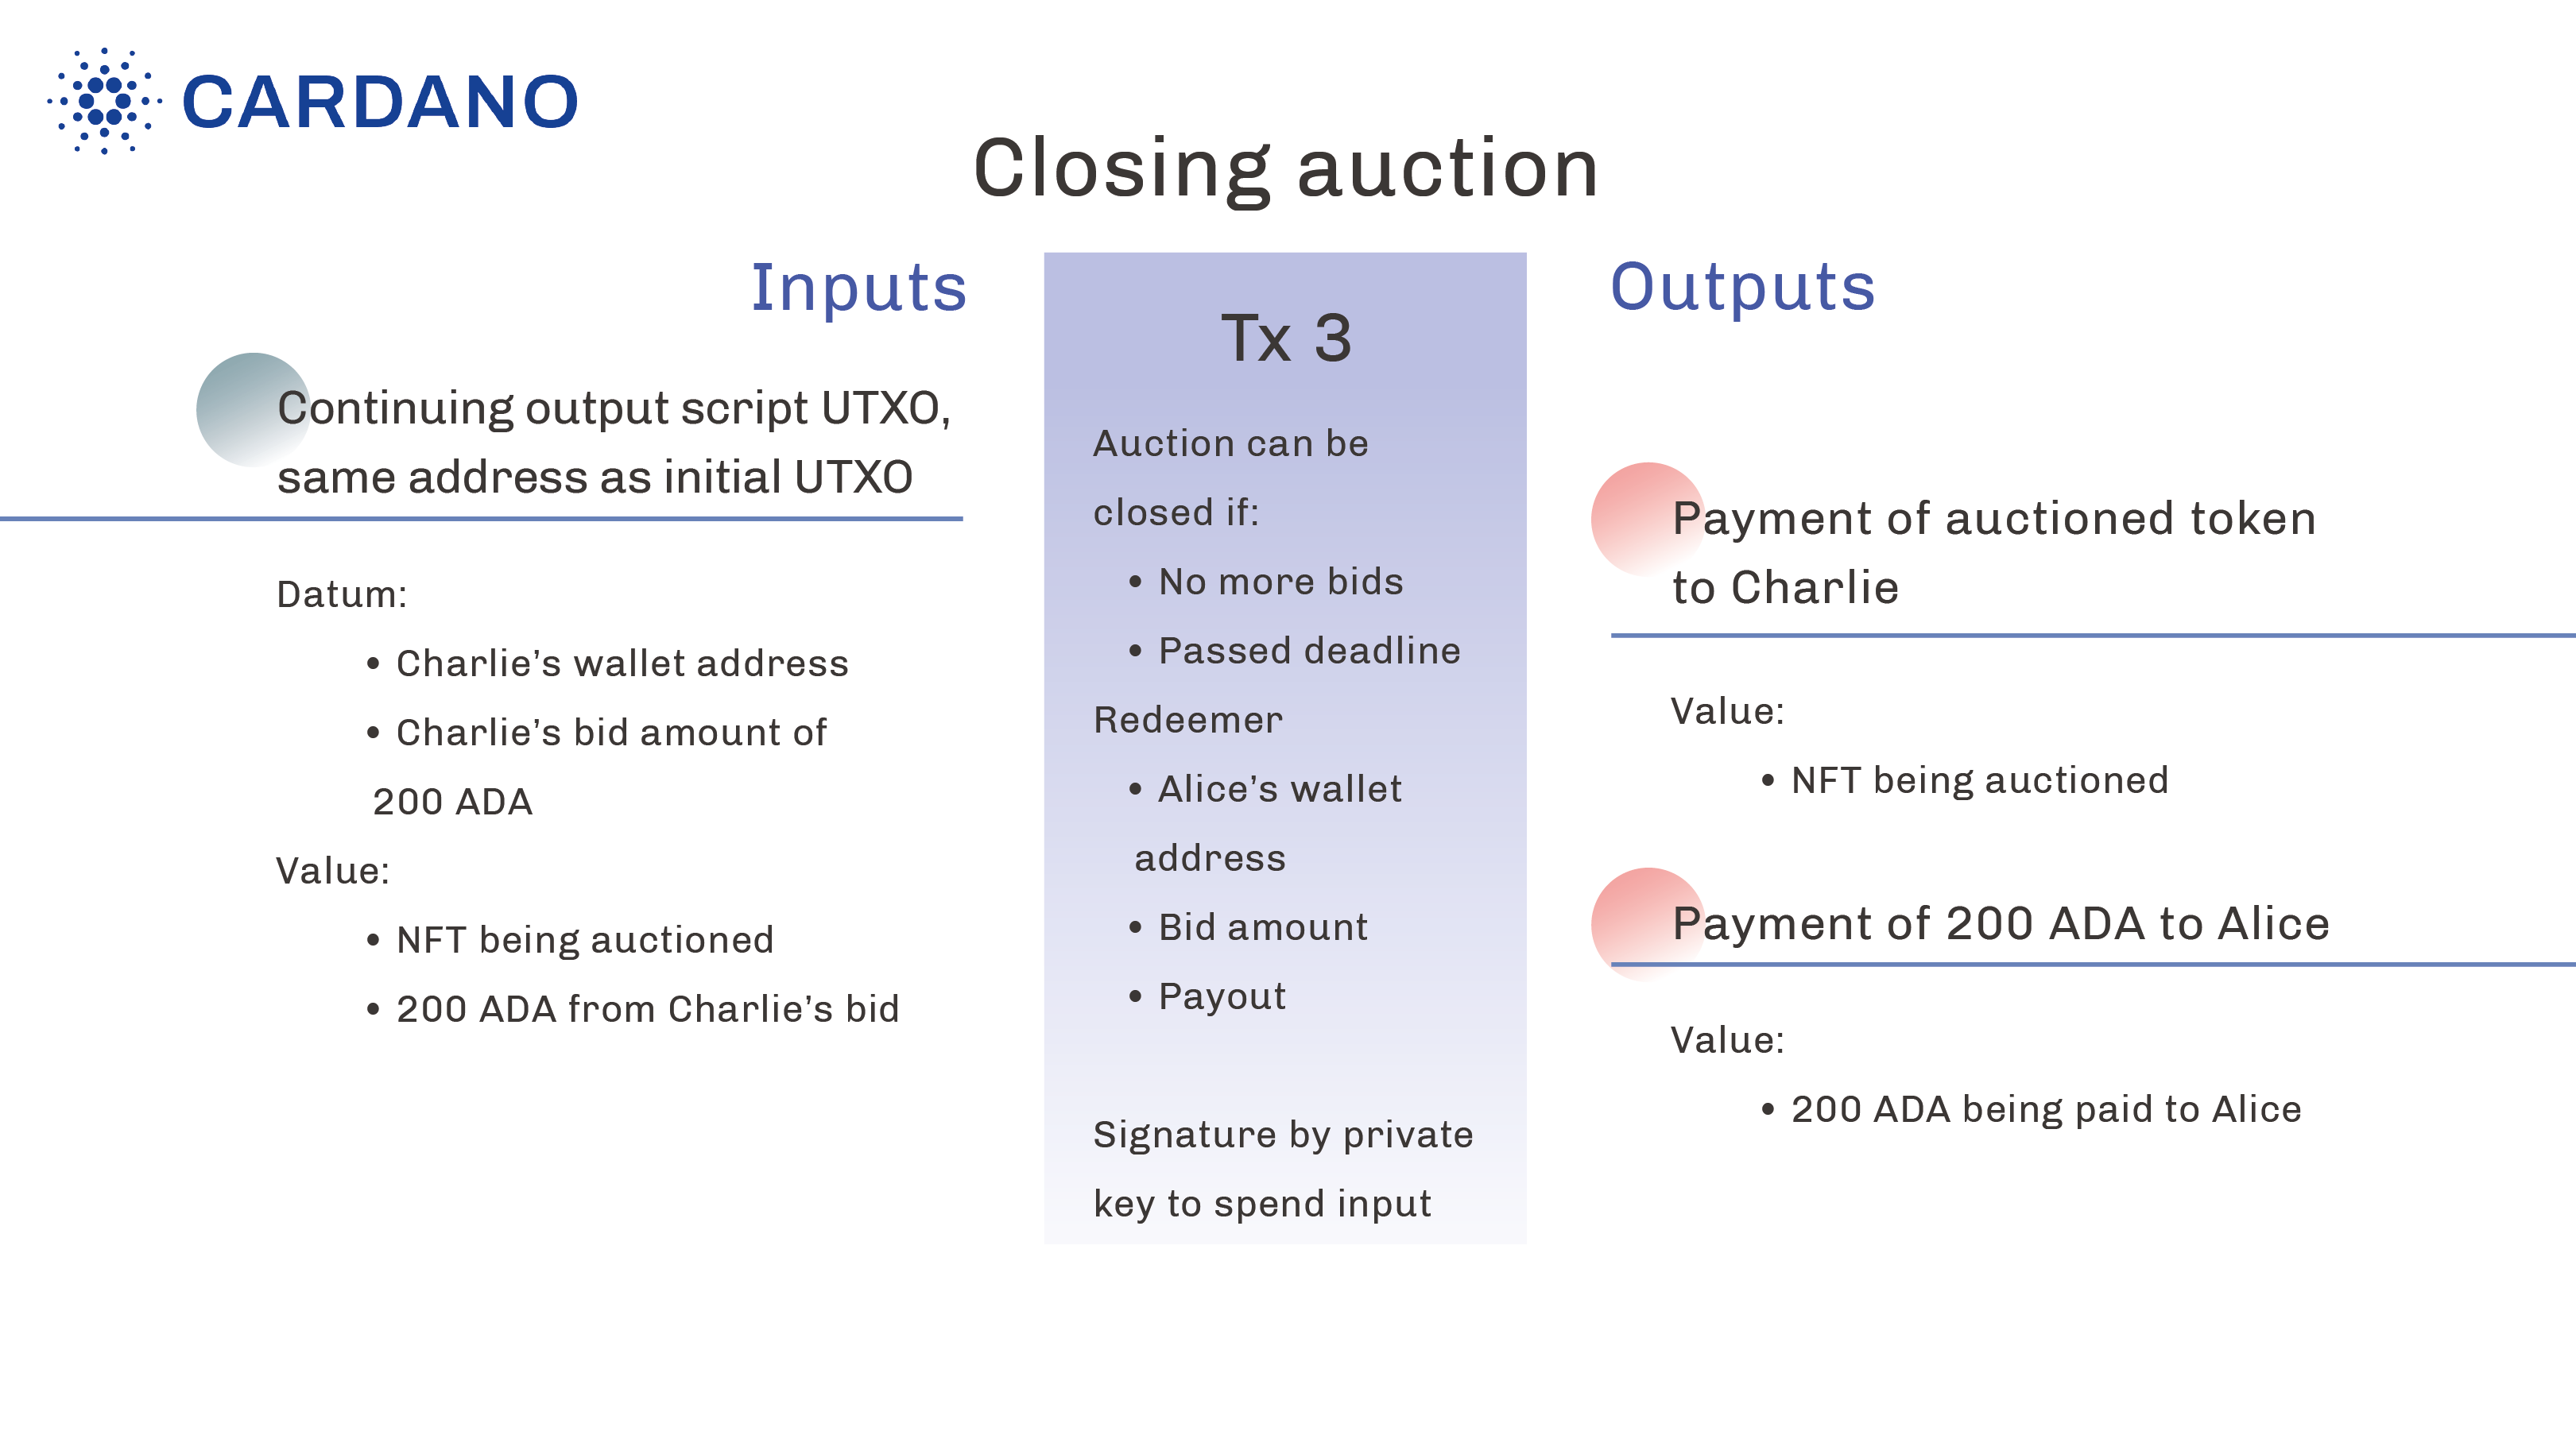 CARDANO
Closing auction
Inputs
Continuing output script UTXO,
same address as initial UTXO
Datum:
• Charlie’s wallet address
• Charlie’s bid amount of
200 ADA
Value:
• NFT being auctioned
• 200 ADA from Charlie’s bid
Tx 3
Auction can be
closed if:
• No more bids
• Passed deadline
Redeemer
• Alice’s wallet
address
• Bid amount
• Payout
Signature by private
key to spend input
Outputs
Payment of auctioned token
to Charlie
Value:
• NFT being auctioned
Payment of 200 ADA to Alice
Value:
• 200 ADA being paid to Alice